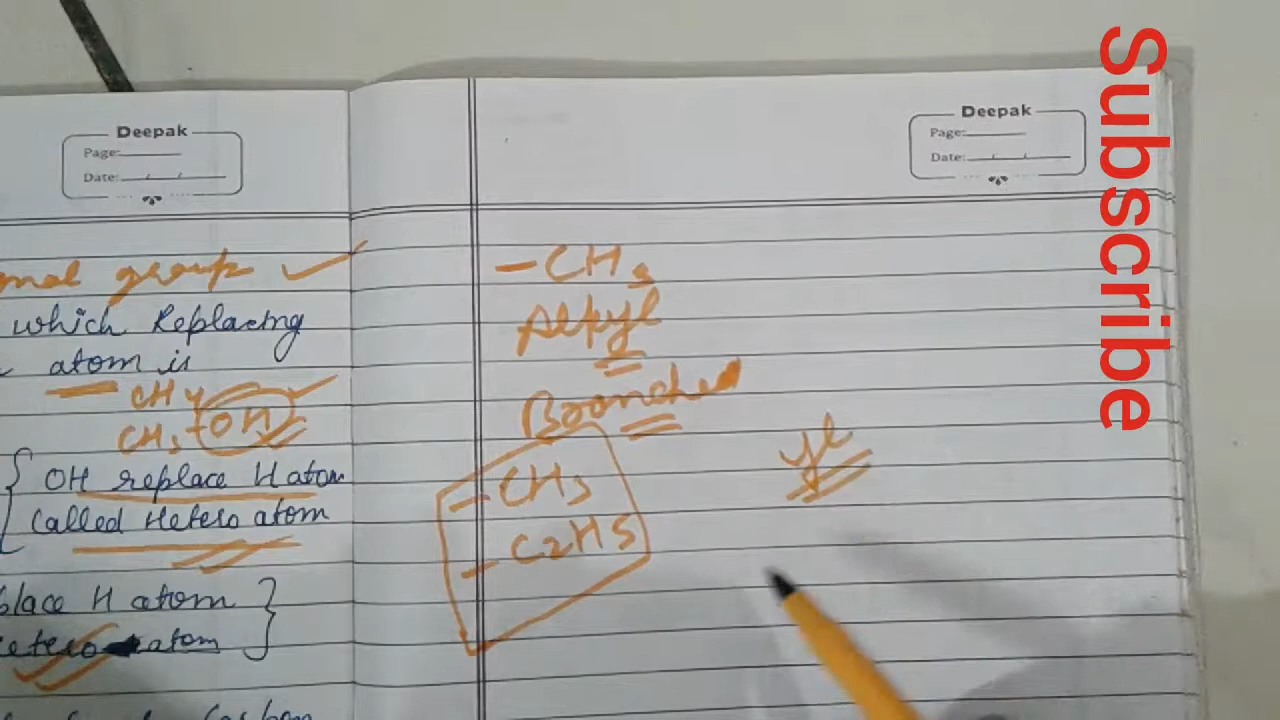 Deepak
Page:
Date:
group ✓
which Replacing
atom is
CH4
CH3-OH
OH replace H atom
Called Hetero atom
place H atom
hetero atom
Deepak
Page:
Date:
-CH3
Alkyl
Branched
-CH3
-C2H5
yl
Subscribe